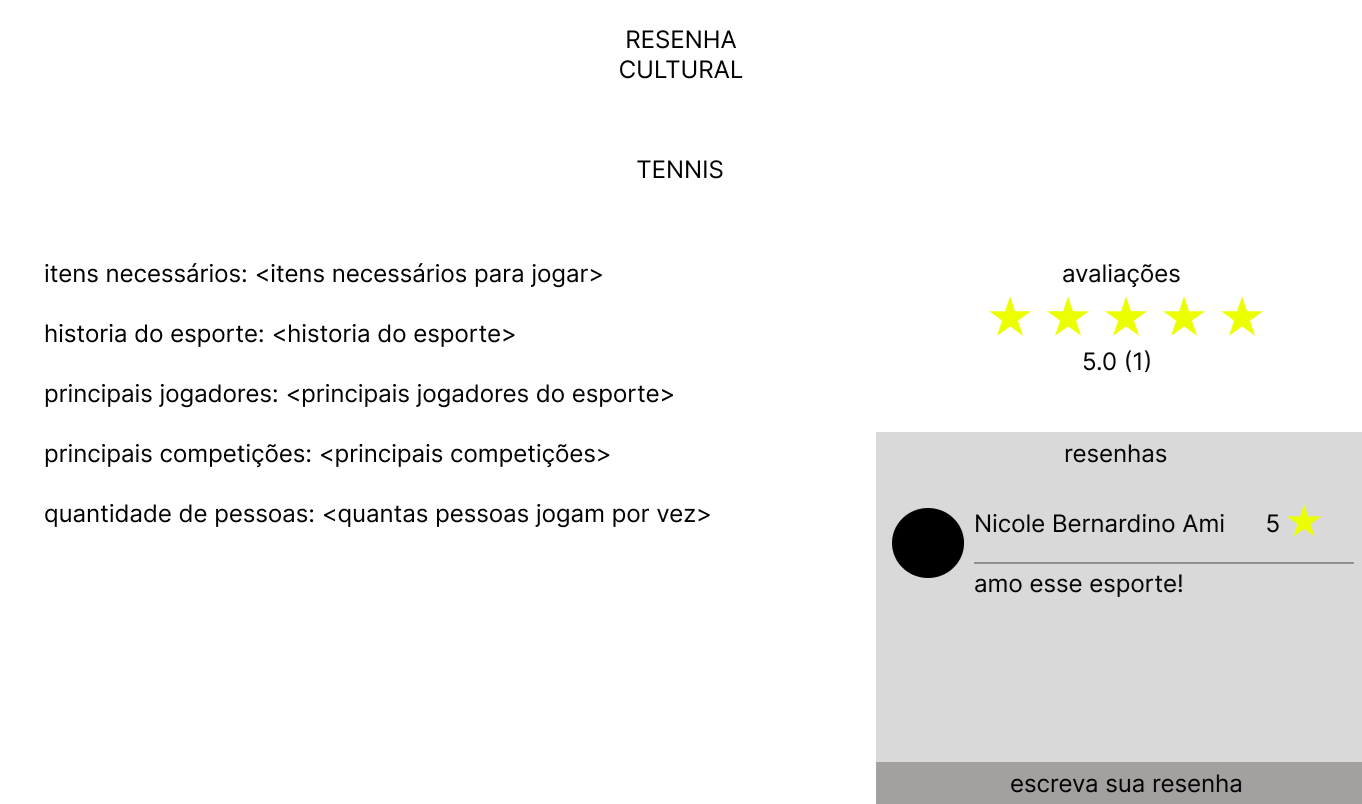 RESENHA
CULTURAL
TENNIS
itens necessários: <itens necessários para jogar>
historia do esporte: <historia do esporte>
principais jogadores: <principais jogadores do esporte>
principais competições: <principais competições>
quantidade de pessoas: <quantas pessoas jogam por vez>
avaliações
5.0 (1)
resenhas
Nicole Bernardino Ami 5
amo esse esporte!
escreva sua resenha